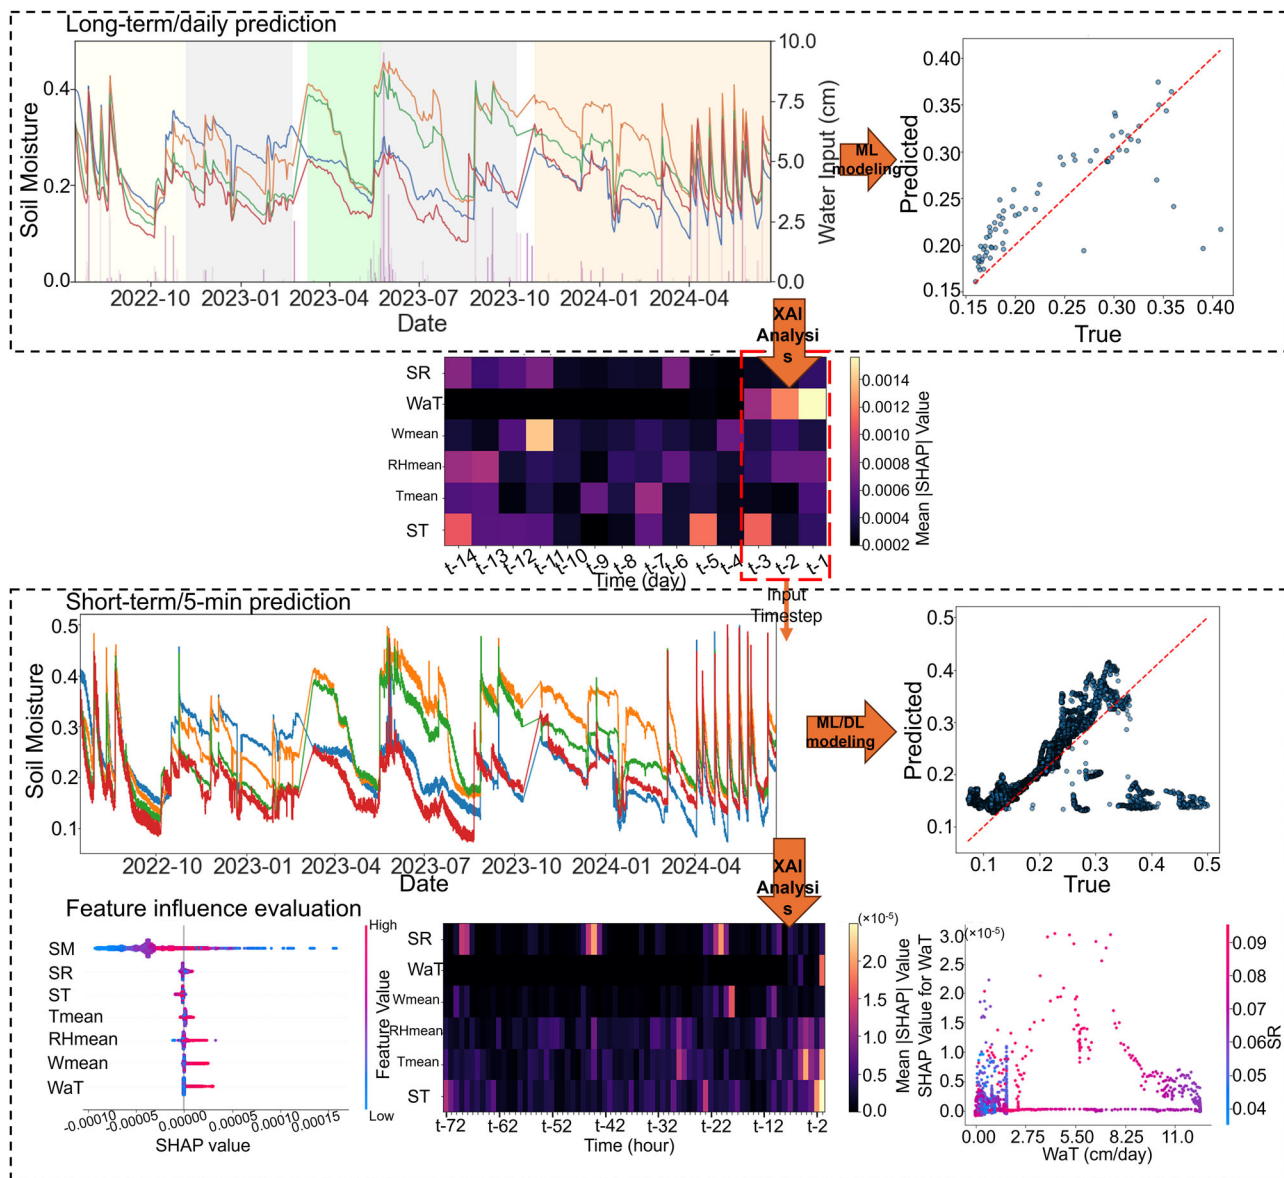 Long-term/daily prediction
Soil Moisture
0.4
0.2
0.0
10.0
7.5
5.0
2.5
0.0
Water Input (cm)
2022-10 2023-01 2023-04 2023-07 2023-10 2024-01 2024-04
Date
ML
modeling
Predicted
0.40
0.35
0.30
0.25
0.20
0.15
0.15 0.20 0.25 0.30 0.35 0.40
True
XAI
Analysi
s
SR
WaT
Wmean
RHmean
Tmean
ST
t-14 t-13 t-12 t-11 t-10 t-9 t-8 t-7 t-6 t-5 t-4 t-3 t-2 t-1
Time (day)
0.0014
0.0012
0.0010
0.0008
0.0006
0.0004
0.0002
Mean |SHAP| Value
Input
Timestep
Short-term/5-min prediction
Soil Moisture
0.5
0.4
0.3
0.2
0.1
2022-10 2023-01 2023-04 2023-07 2023-10 2024-01 2024-04
Date
ML/DL
modeling
Predicted
0.5
0.4
0.3
0.2
0.1
0.1 0.2 0.3 0.4 0.5
True
XAI
Analysi
s
Feature influence evaluation
SM
SR
ST
Tmean
RHmean
Wmean
WaT
-0.00010 -0.00005 0.00000 0.00005 0.00010 0.00015
SHAP value
High
Low
Feature Value
SR
WaT
Wmean
RHmean
Tmean
ST
t-72 t-62 t-52 t-42 t-32 t-22 t-12 t-2
Time (hour)
(×10⁻⁵)
2.0
1.5
1.0
0.5
0.0
Mean |SHAP| Value
SHAP Value for WaT
(×10⁻⁵)
3.0
2.5
2.0
1.5
1.0
0.5
0.0
0.00 2.75 5.50 8.25 11.0
WaT (cm/day)
0.09
0.08
0.07
0.06
0.05
0.04
SR